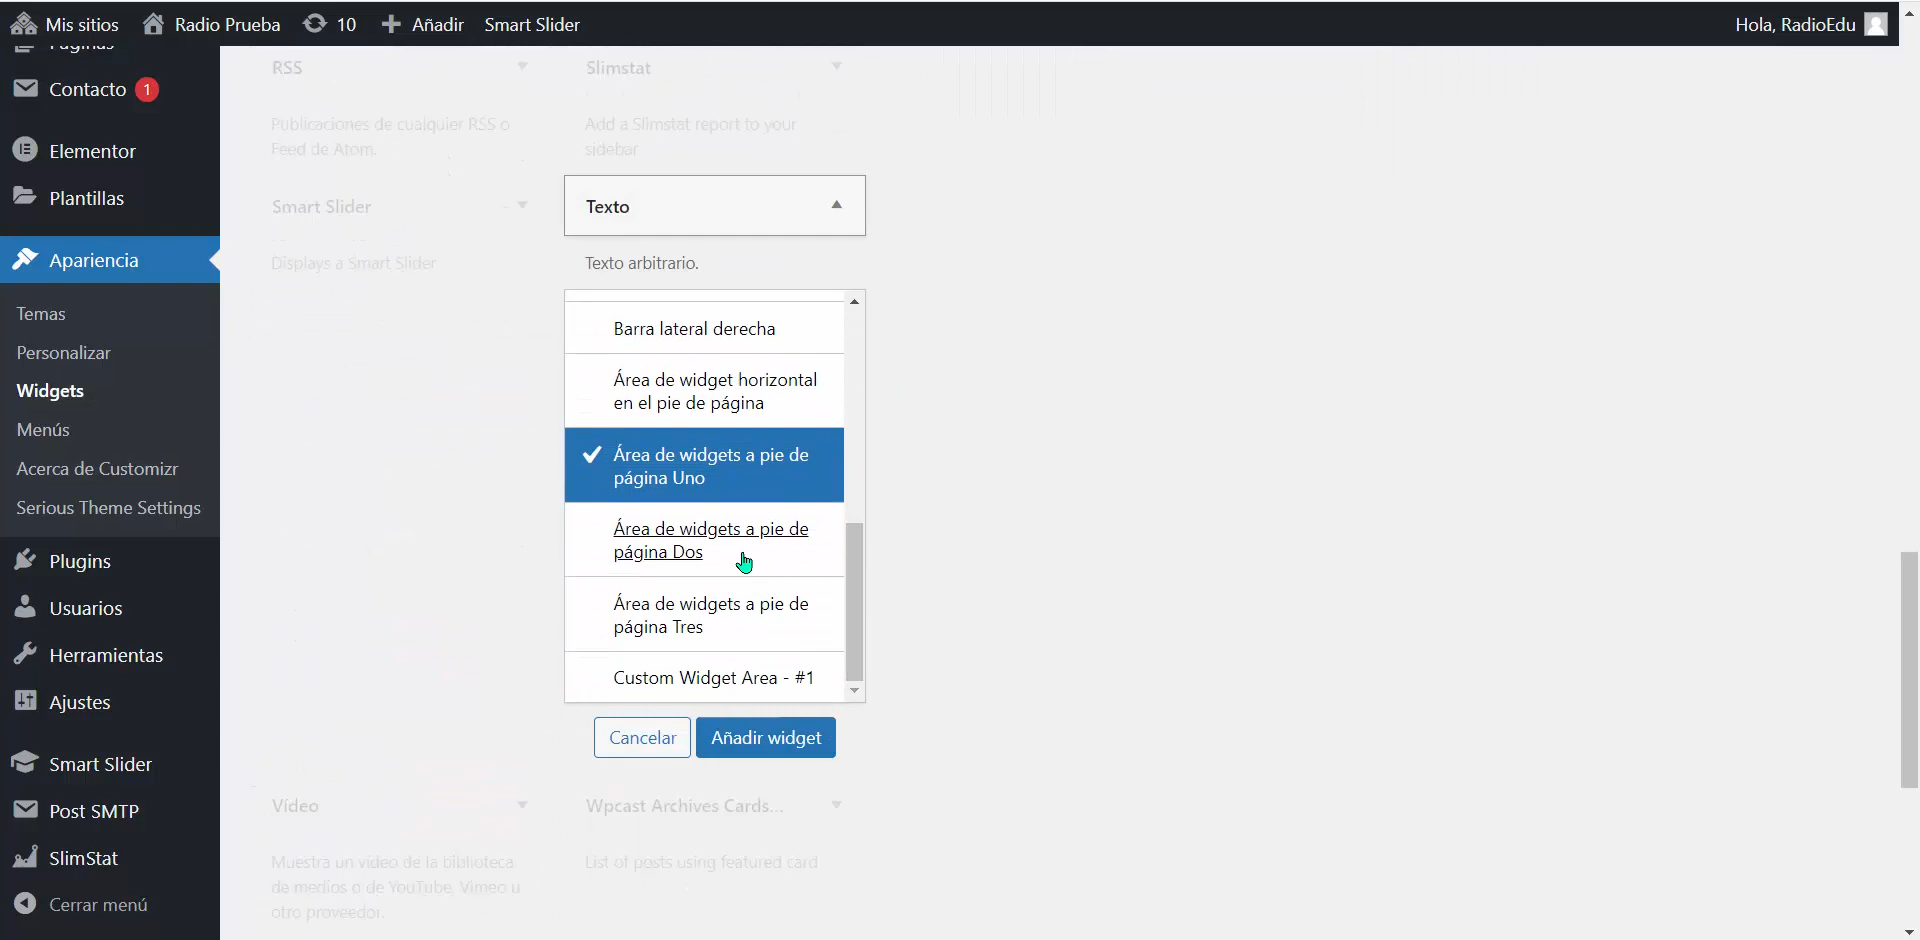 Mis sitios
Radio Prueba
10
Añadir
Smart Slider
Hola, RadioEdu
Páginas
Contacto 1
Elementor
Plantillas
Apariencia
Temas
Personalizar
Widgets
Menús
Acerca de Customizr
Serious Theme Settings
Plugins
Usuarios
Herramientas
Ajustes
Smart Slider
Post SMTP
SlimStat
Cerrar menú
RSS
Publicaciones de cualquier RSS o
Feed de Atom.
Slimstat
Add a Slimstat report to your
sidebar
Smart Slider
Displays a Smart Slider
Texto
Texto arbitrario.
Barra lateral derecha
Área de widget horizontal
en el pie de página
Área de widgets a pie de
página Uno
Área de widgets a pie de
página Dos
Área de widgets a pie de
página Tres
Custom Widget Area - #1
Cancelar
Añadir widget
Vídeo
Muestra un vídeo de la biblioteca
de medios o de YouTube, Vimeo u
otro proveedor.
Wpcast Archives Cards...
List of posts using featured card